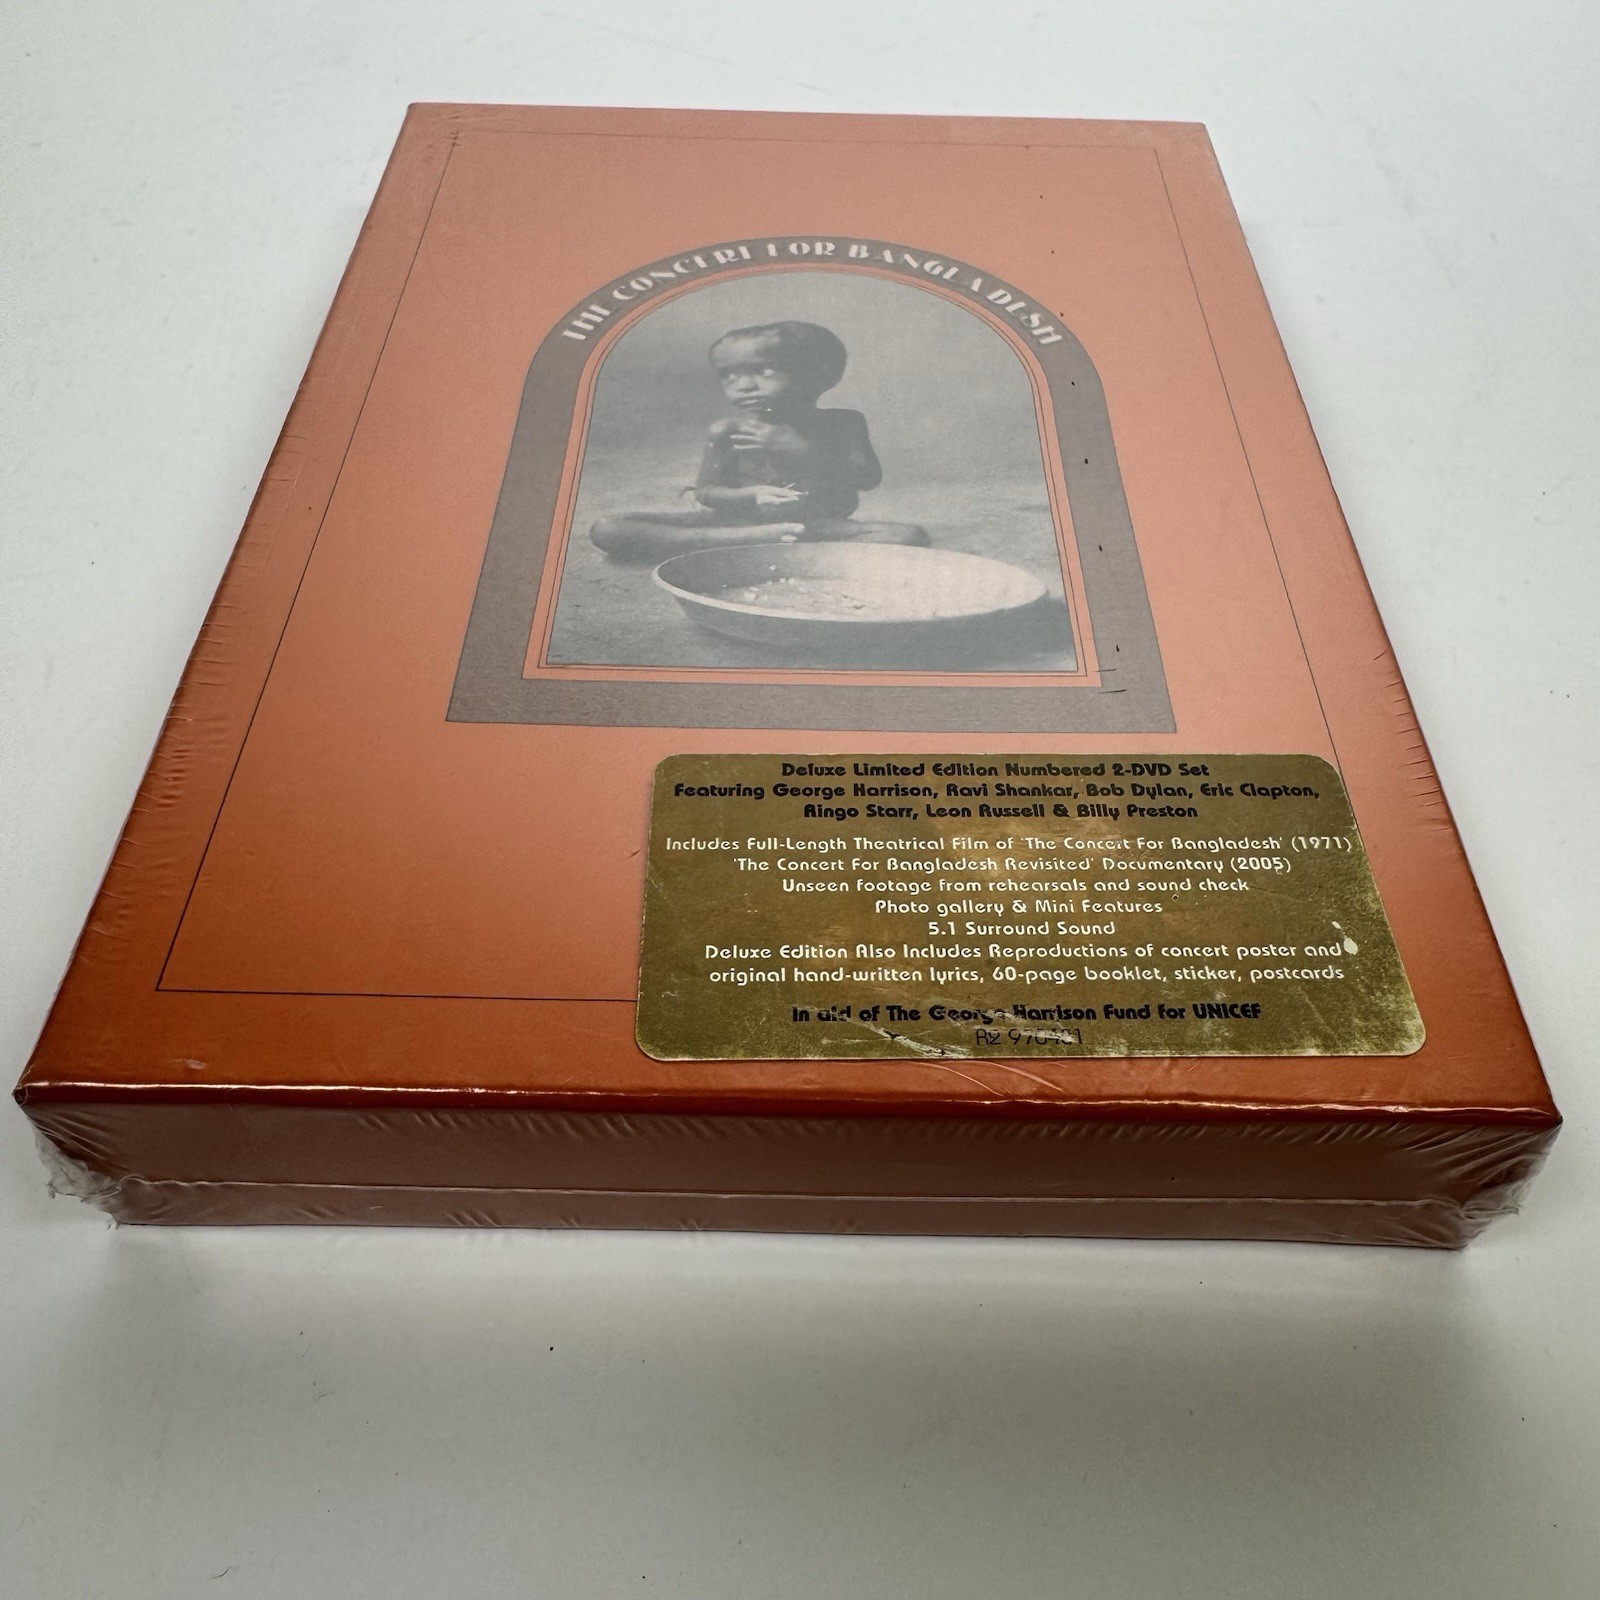 THE CONCERT FOR BANGLADESH
Deluxe Limited Edition Numbered 2-DVD Set
Featuring George Harrison, Ravi Shankar, Bob Dylan, Eric Clapton,
Ringo Starr, Leon Russell & Billy Preston
Includes Full-Length Theatrical Film of 'The Concert For Bangladesh' (1971)
'The Concert For Bangladesh Revisited' Documentary (2005)
Unseen footage from rehearsals and sound check
Photo gallery & Mini Features
5.1 Surround Sound
Deluxe Edition Also Includes Reproductions of concert poster and
original hand-written lyrics, 60-page booklet, sticker, postcards
In aid of The George Harrison Fund for UNICEF
R2